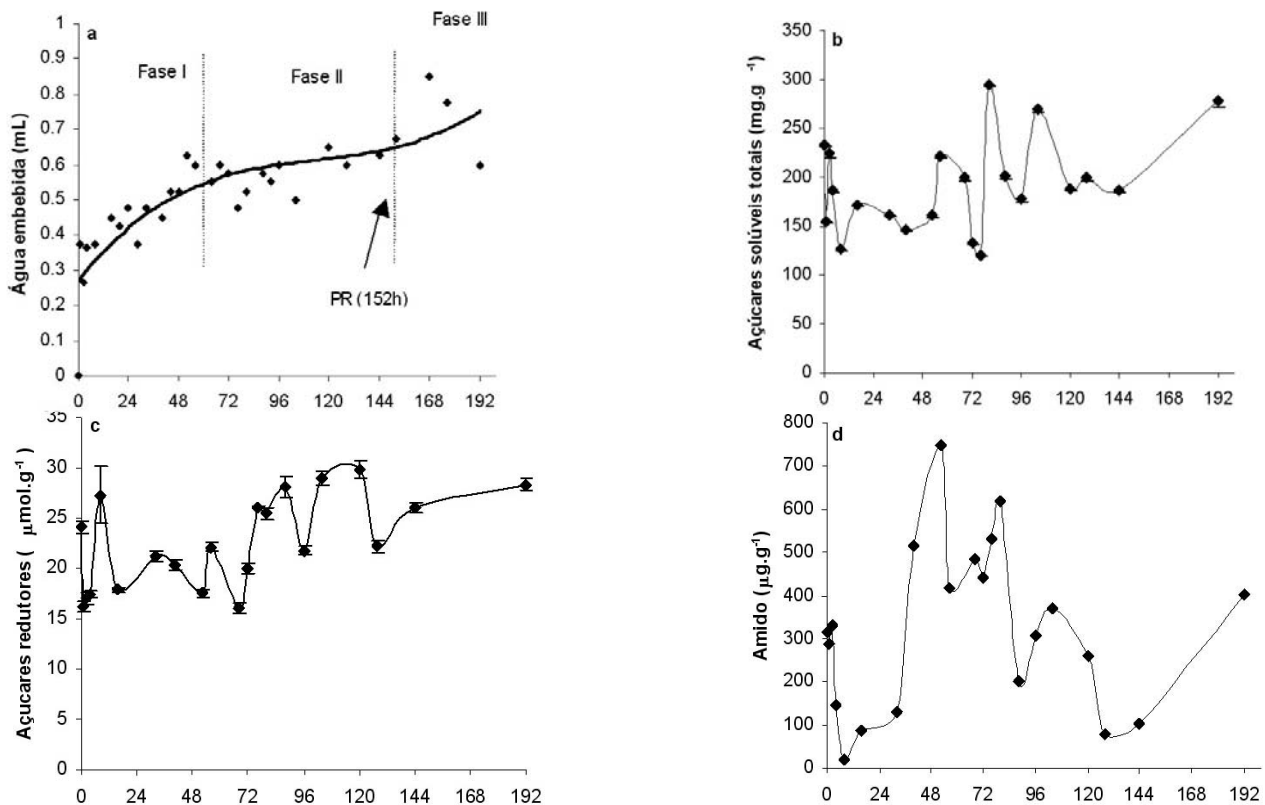 a
Fase I
Fase II
Fase III
PR (152h)
Água embebida (mL)
1
0.9
0.8
0.7
0.6
0.5
0.4
0.3
0.2
0.1
0
0 24 48 72 96 120 144 168 192
b
Açúcares solúveis totais (mg.g -1)
350
300
250
200
150
100
50
0
0 24 48 72 96 120 144 168 192
c
Açucares redutores ( μmol.g-1)
35
30
25
20
15
10
5
0
0 24 48 72 96 120 144 168 192
d
Amido (μg.g-1)
800
700
600
500
400
300
200
100
0
0 24 48 72 96 120 144 168 192